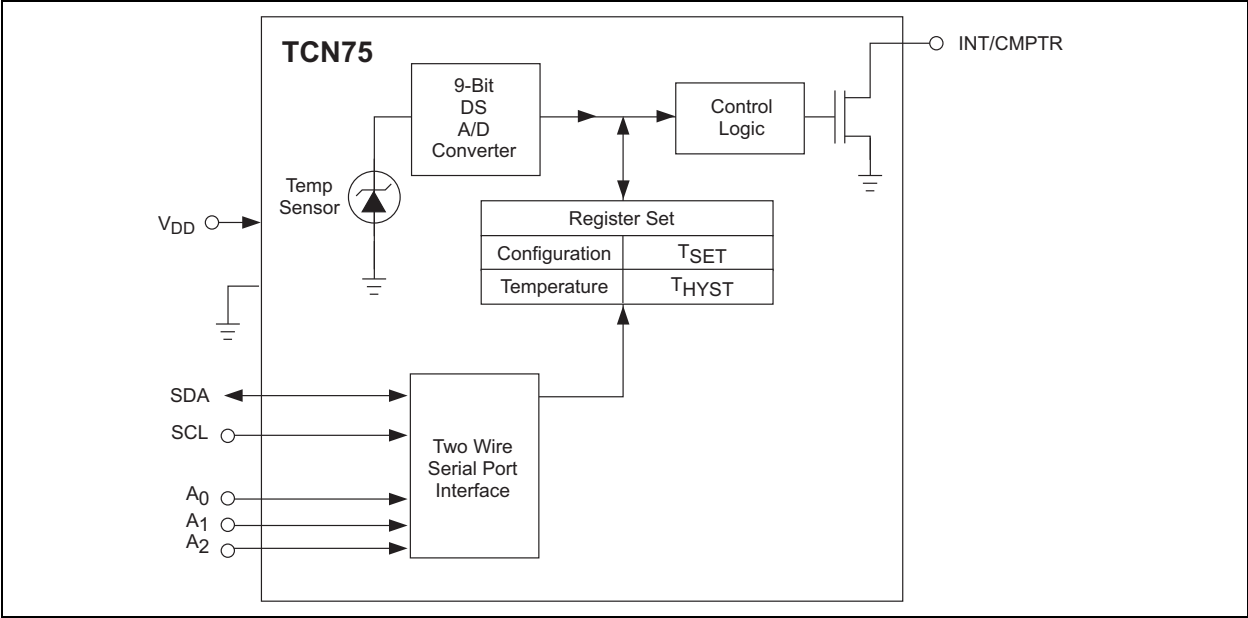 TCN75
INT/CMPTR
9-Bit
DS
A/D
Converter
Control
Logic
Temp
Sensor
VDD
Register Set
Configuration
TSET
Temperature
THYST
SDA
SCL
Two Wire
Serial Port
Interface
A0
A1
A2